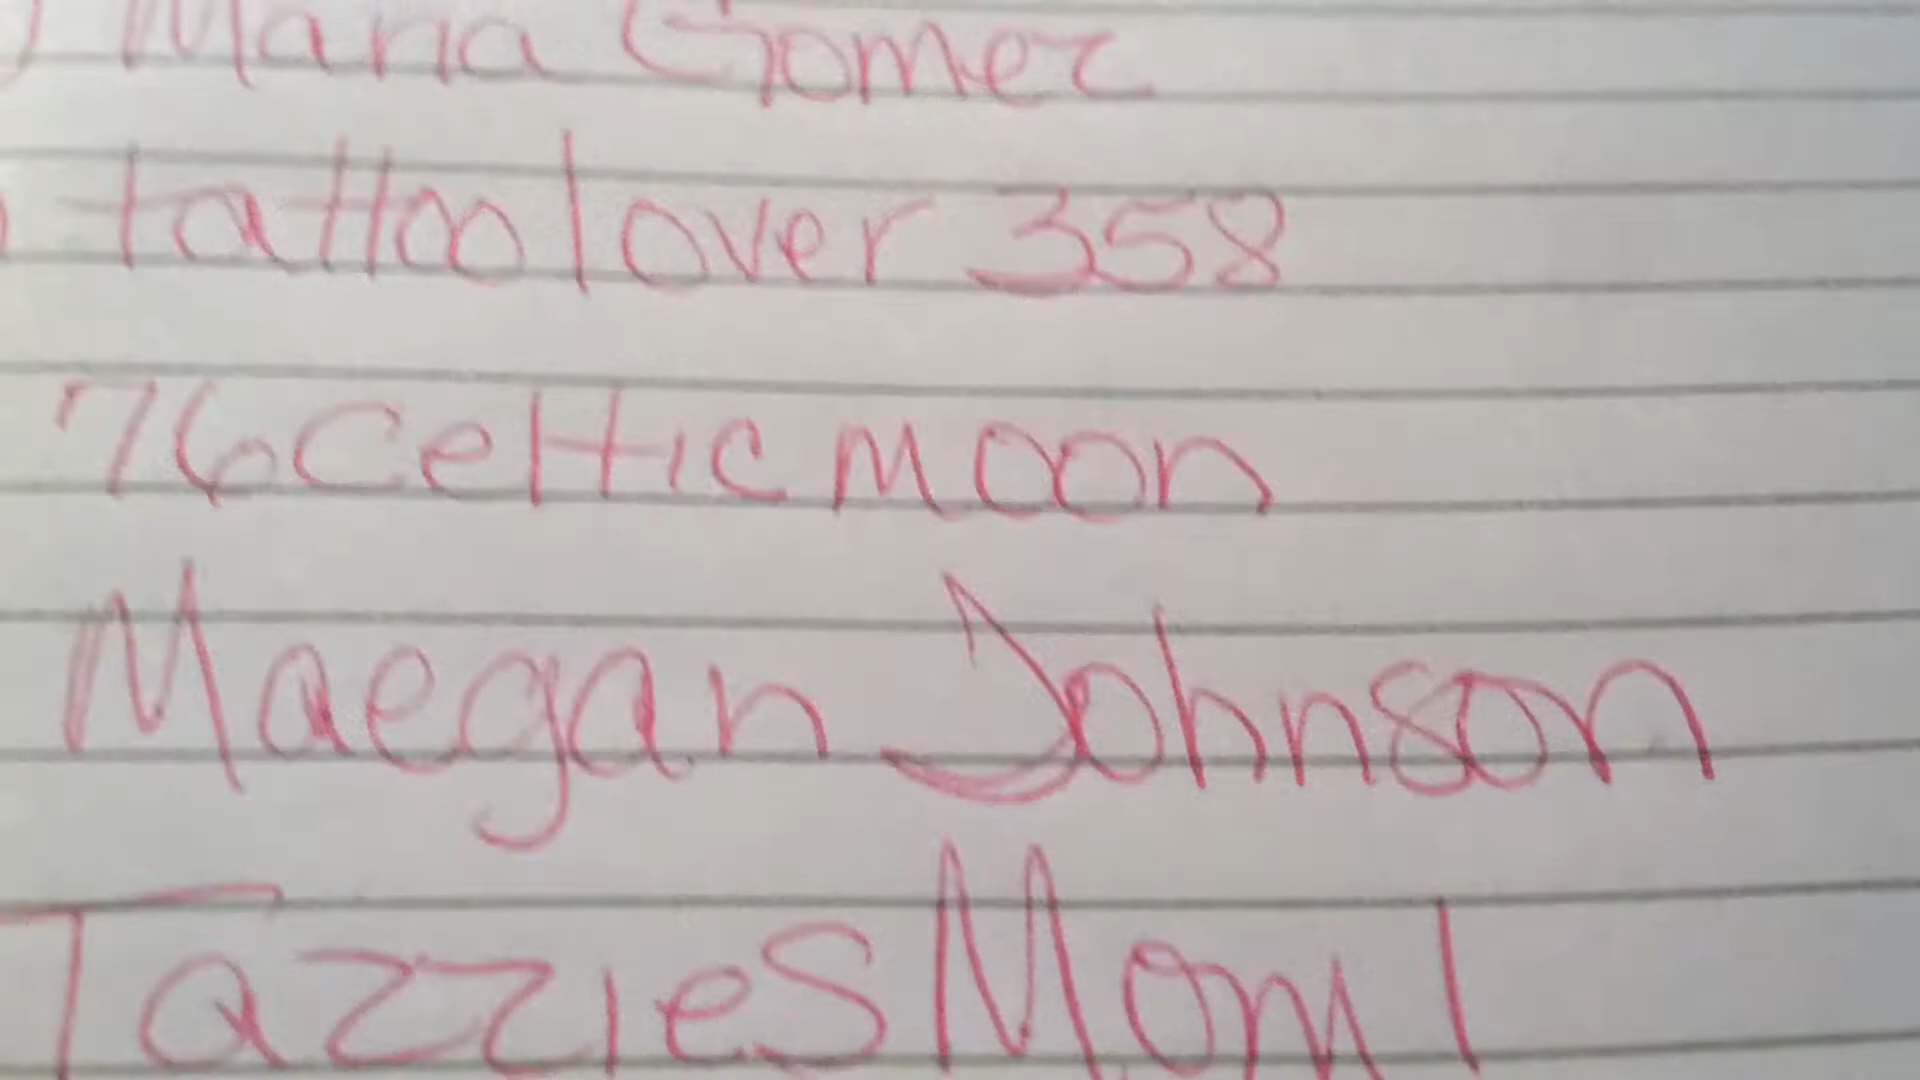 Maria Gomez
tattoolover358
76Celticmoon
Maegan Johnson
TazziesMom1